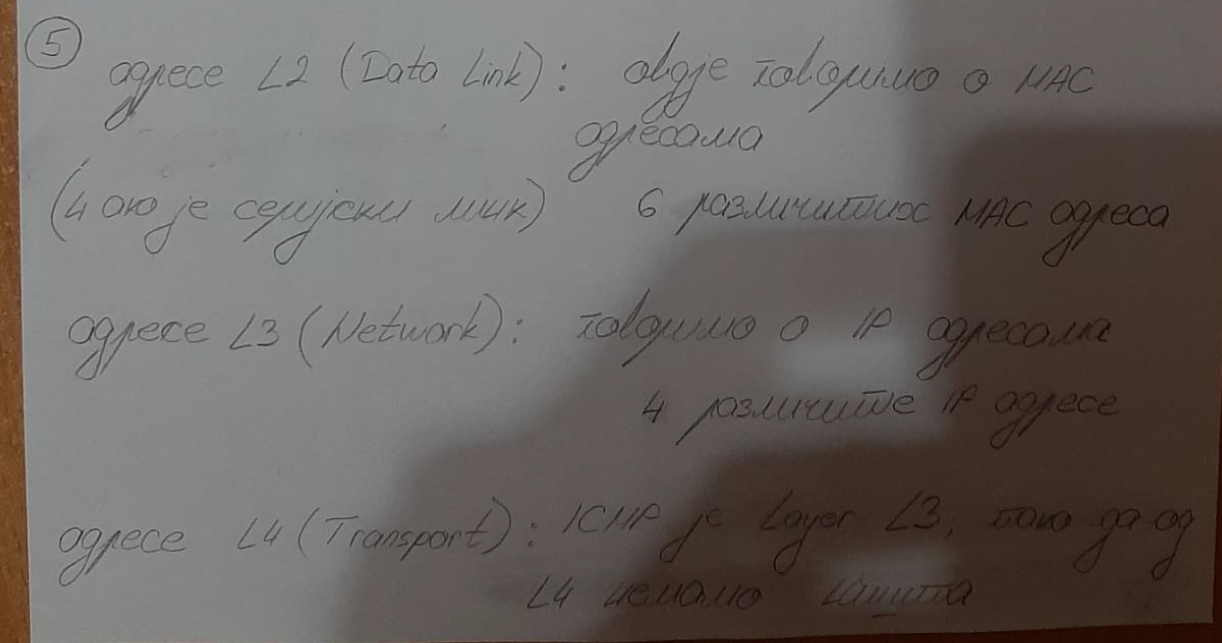 5
адресе L2 (Data Link): овдје говоримо о MAC
адресама
(4 ако је серијски линк) 6 различитих MAC адреса
адресе L3 (Network): говоримо о IP адресама
4 различите IP адресе
адресе L4 (Transport): ICMP је Layer L3, тако да од
L4 немамо ништа